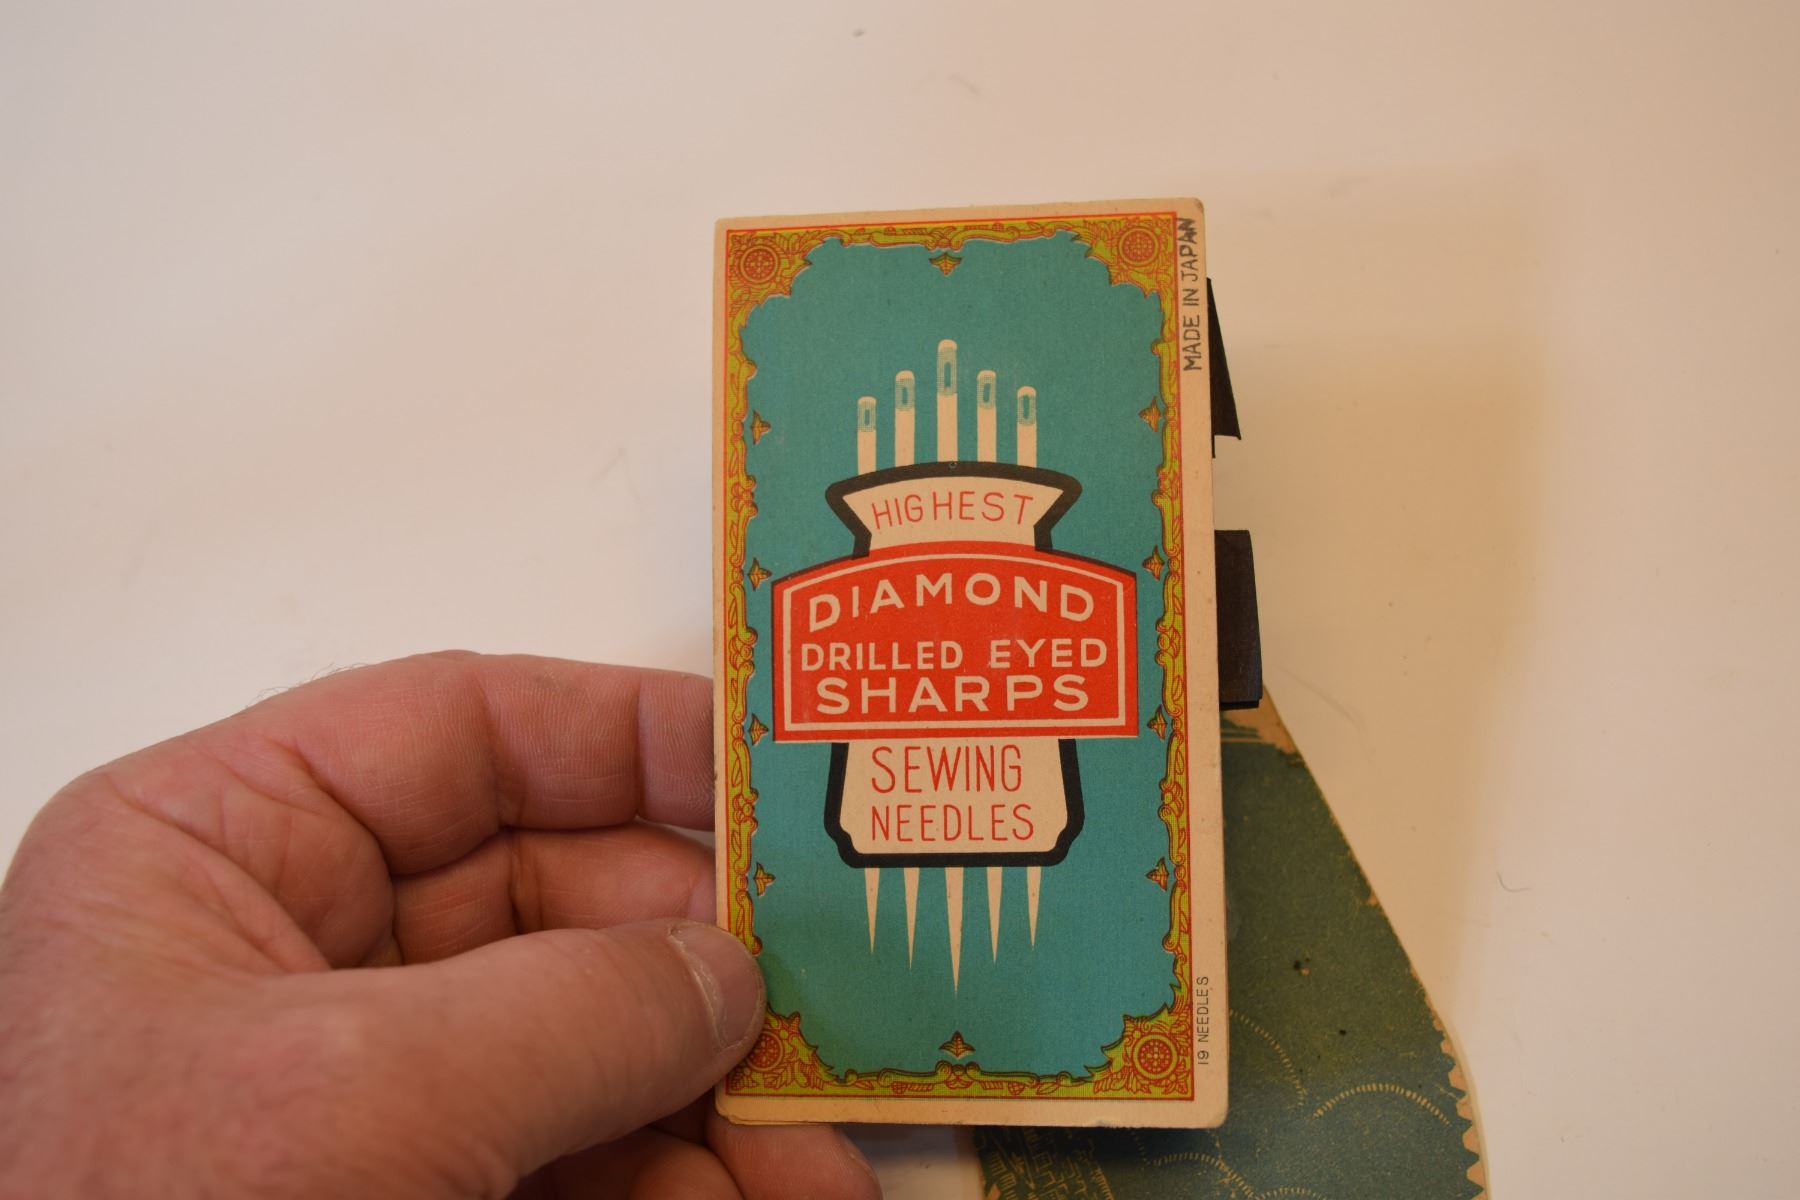 HIGHEST
DIAMOND
DRILLED EYED
SHARPS
SEWING
NEEDLES
MADE IN JAPAN
19 NEEDLES